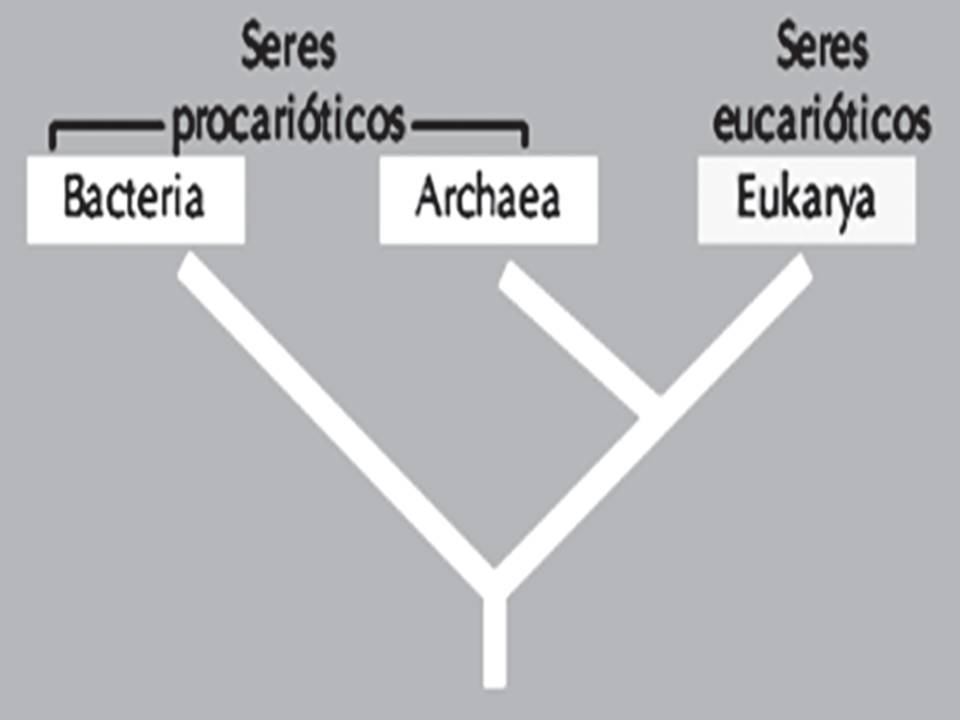 Seres
procarióticos
Seres
eucarióticos
Bacteria
Archaea
Eukarya